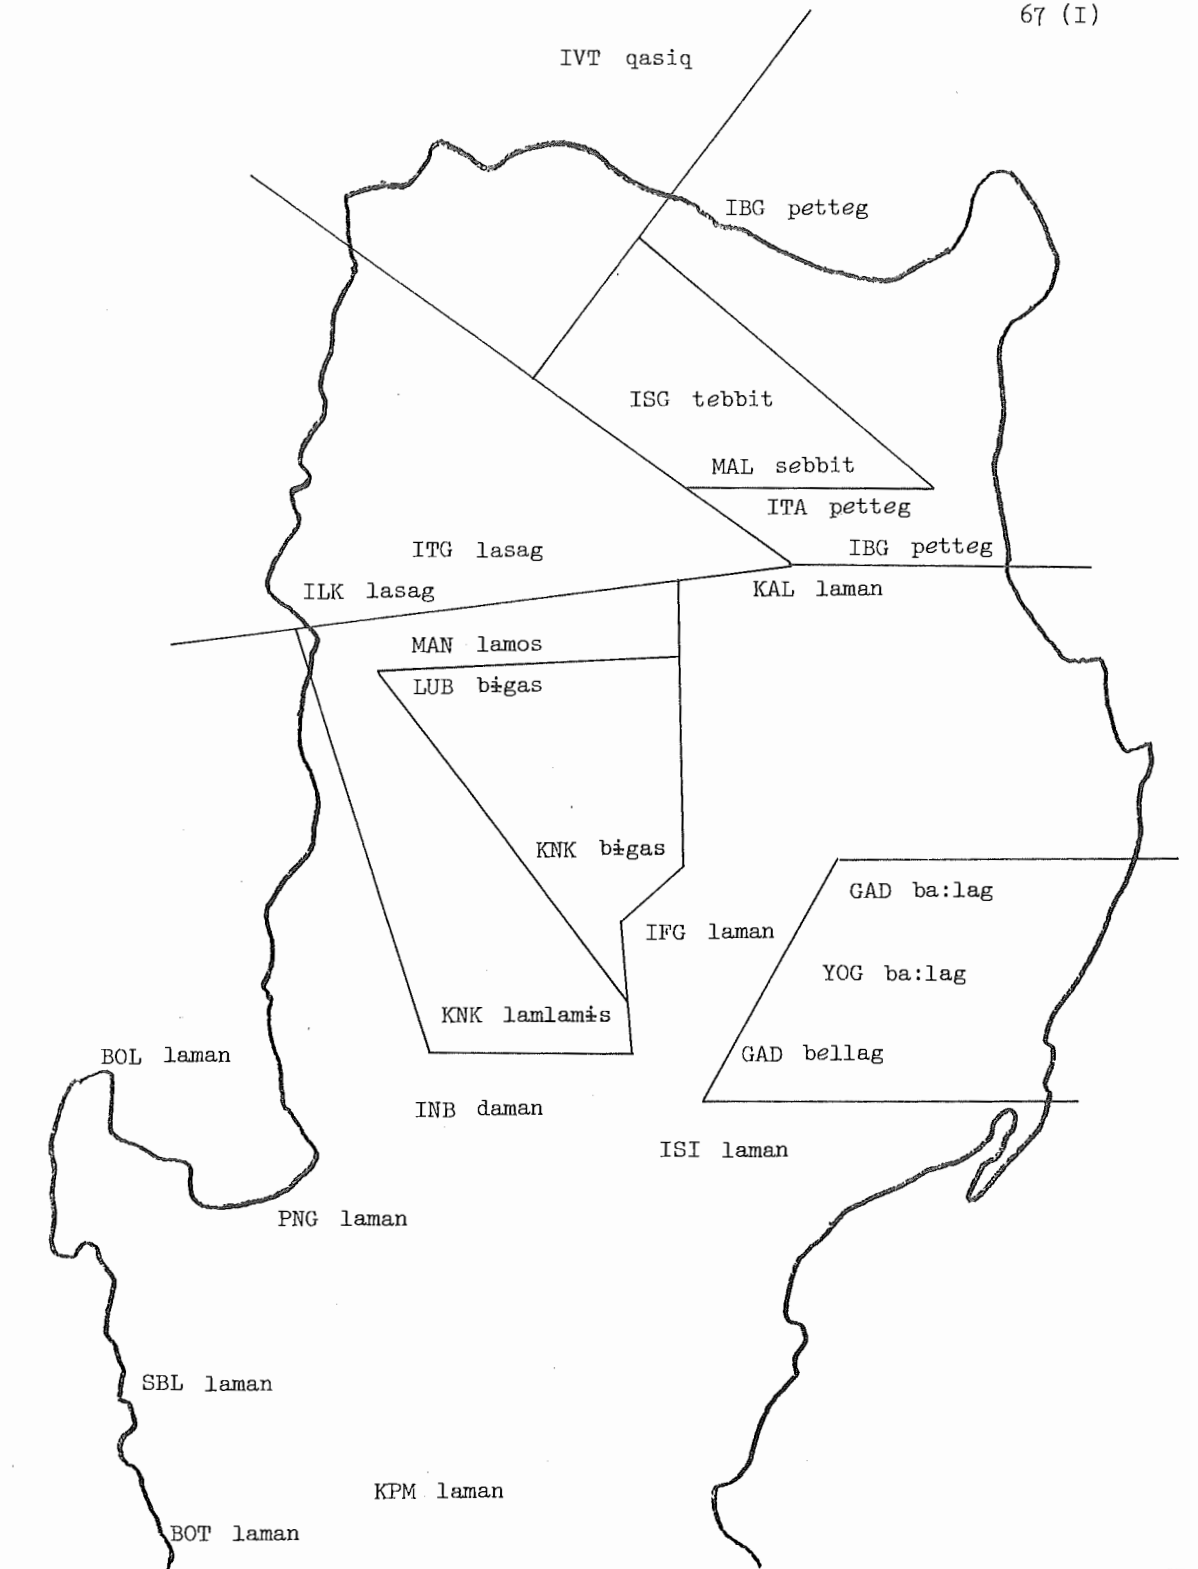 67 (I)
IVT qasiq
IBG petteg
ISG tebbit
MAL sebbit
ITA petteg
IBG petteg
ITG lasag
KAL laman
ILK lasag
MAN lamos
LUB bɨgas
KNK bɨgas
GAD ba:lag
IFG laman
YOG ba:lag
KNK lamlamɨs
GAD bellag
BOL laman
INB daman
ISI laman
PNG laman
SBL laman
KPM laman
BOT laman